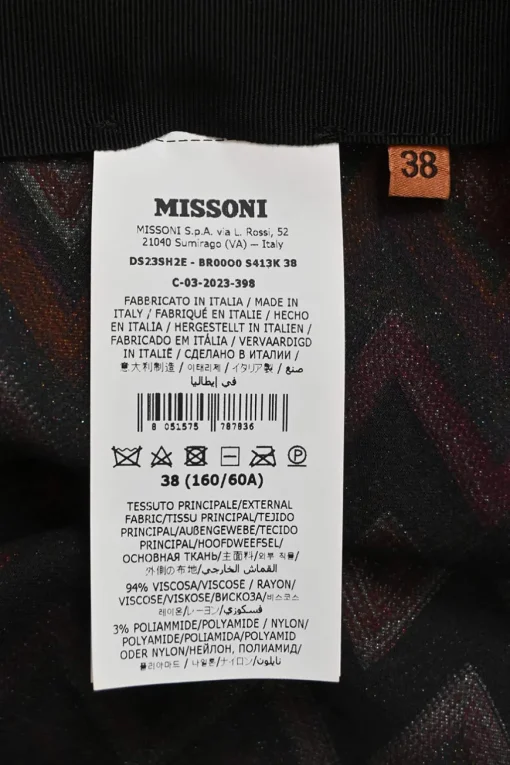 38
MISSONI
MISSONI S.p.A. via L. Rossi, 52
21040 Sumirago (VA) – Italy
DS23SH2E - BR00O0 S413K 38
C-03-2023-398
FABBRICATO IN ITALIA / MADE IN
ITALY / FABRIQUÉ EN ITALIE / HECHO
EN ITALIA / HERGESTELLT IN ITALIEN /
FABRICADO EM ITÁLIA / VERVAARDIGD
IN ITALIË / СДЕЛАНО В ИТАЛИИ /
意大利制造 / 이태리제 / イタリア製 / صنع
في إيطاليا
8 051575 787836
P
38 (160/60A)
TESSUTO PRINCIPALE/EXTERNAL
FABRIC/TISSU PRINCIPAL/TEJIDO
PRINCIPAL/AUßENGEWEBE/TECIDO
PRINCIPAL/HOOFDWEEFSEL/
ОСНОВНАЯ ТКАНЬ/主面料/외부 직물/
外側の布地/القماش الخارجي
94% VISCOSA/VISCOSE / RAYON/
VISCOSE/VISKOSE/ВИСКОЗА/비스코스
레이온/レーヨン/فسكوزي
3% POLIAMMIDE/POLYAMIDE / NYLON/
POLYAMIDE/POLIAMIDA/POLYAMID
ODER NYLON/НЕЙЛОН, ПОЛИАМИД/
폴리아마드 / 나일론/ナイロン/نايلون